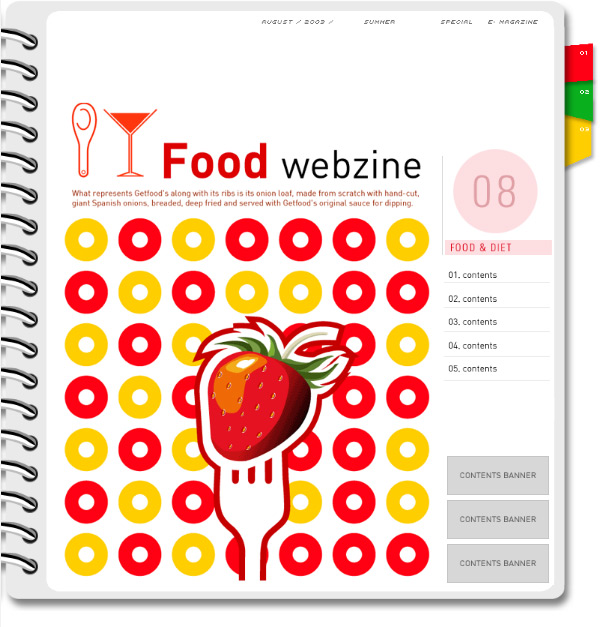 AUGUST / 2009 / SUMMER SPECIAL E. MAGAZINE
01
02
03
Food webzine
What represents Getfood's along with its ribs is its onion loaf, made from scratch with hand-cut,
giant Spanish onions, breaded, deep fried and served with Getfood's original sauce for dipping.
08
FOOD & DIET
01. contents
02. contents
03. contents
04. contents
05. contents
CONTENTS BANNER
CONTENTS BANNER
CONTENTS BANNER